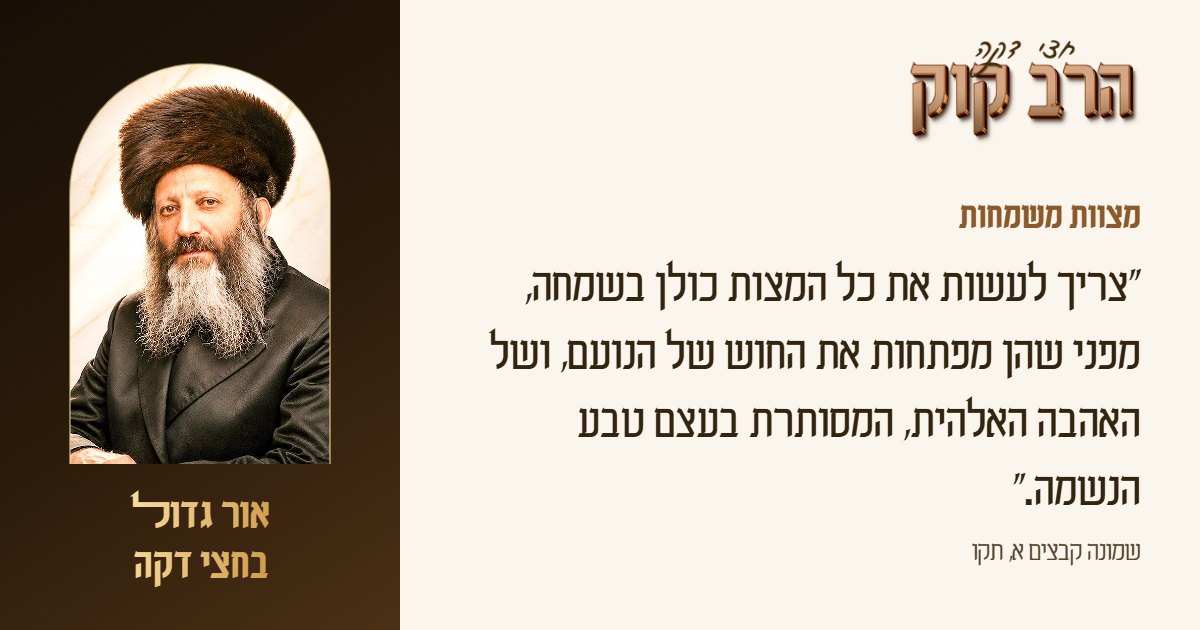 חצי דקה
הרב קוק
מצוות משמחות
"צריך לעשות את כל המצות כולן בשמחה,
מפני שהן מפתחות את החוש של הנועם, ושל
האהבה האלהית, המסותרת בעצם טבע
הנשמה."
שמונה קבצים א, תקו
אור גדול
בחצי דקה